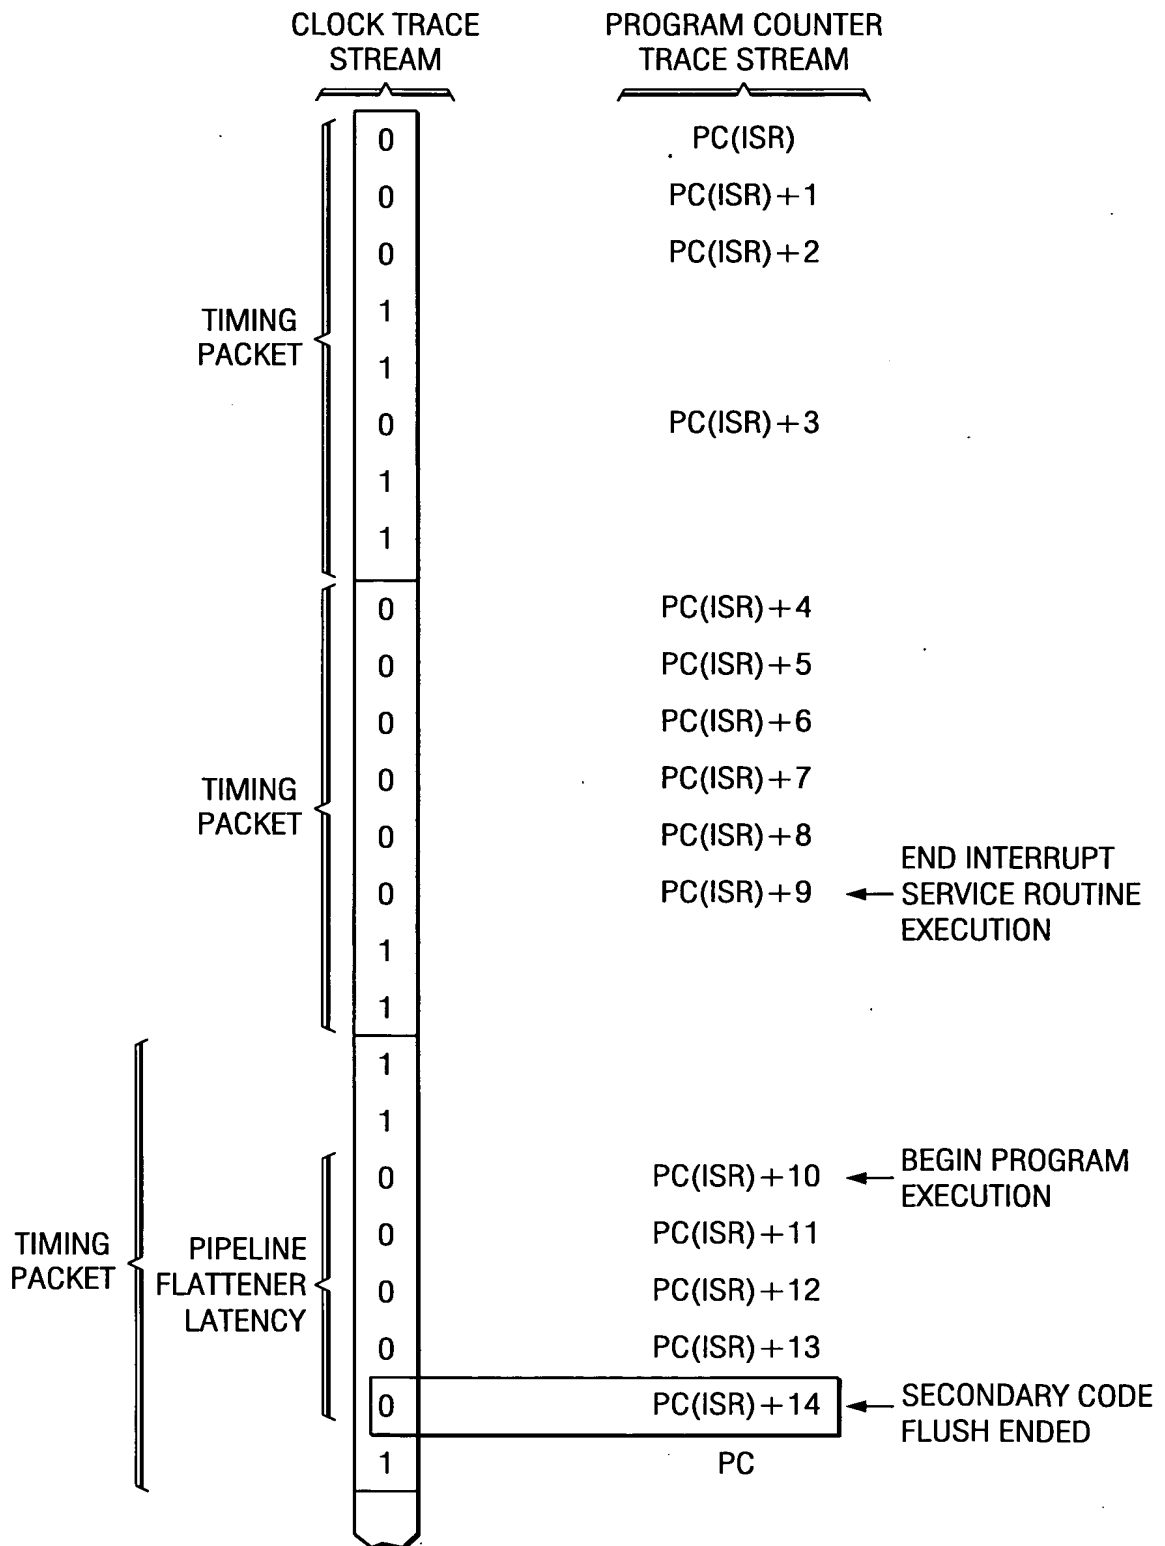 CLOCK TRACE
STREAM
PROGRAM COUNTER
TRACE STREAM
0 PC(ISR)
0 PC(ISR)+1
0 PC(ISR)+2
1
TIMING
PACKET
1
0 PC(ISR)+3
1
1
0 PC(ISR)+4
0 PC(ISR)+5
0 PC(ISR)+6
0 PC(ISR)+7
TIMING
PACKET
0 PC(ISR)+8
0 PC(ISR)+9
END INTERRUPT
SERVICE ROUTINE
EXECUTION
1
1
1
1
0 PC(ISR)+10
BEGIN PROGRAM
EXECUTION
0 PC(ISR)+11
TIMING
PACKET
PIPELINE
FLATTENER
LATENCY
0 PC(ISR)+12
0 PC(ISR)+13
0 PC(ISR)+14
SECONDARY CODE
FLUSH ENDED
1 PC